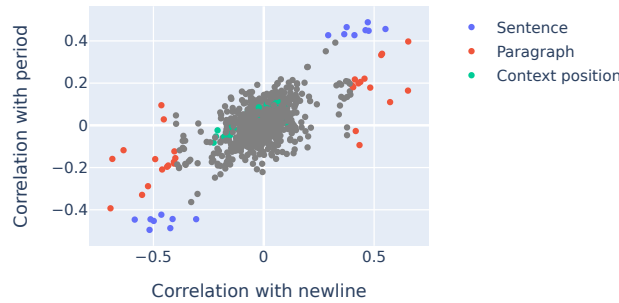 Correlation with period
0.4
0.2
0
−0.2
−0.4
−0.5
0
0.5
Correlation with newline
Sentence
Paragraph
Context position